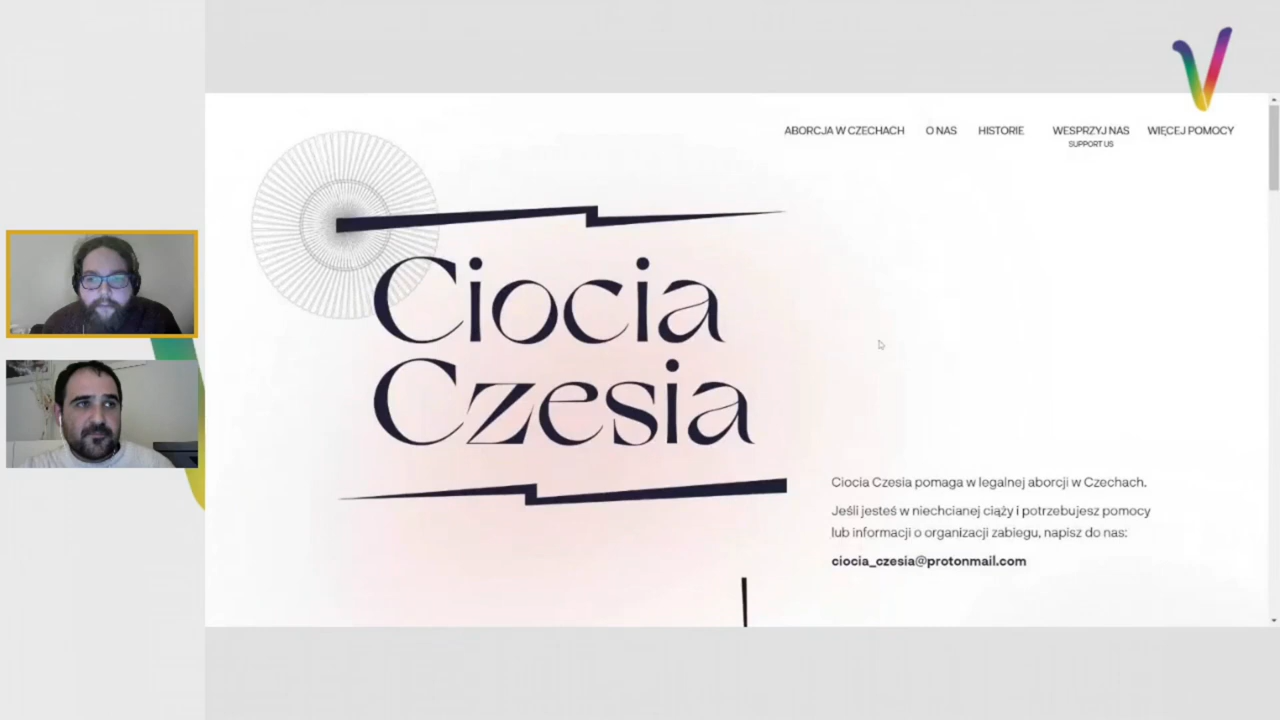 ABORCJA W CZECHACH
O NAS
HISTORIE
WESPRZYJ NAS
SUPPORT US
WIĘCEJ POMOCY
Ciocia
Czesia
Ciocia Czesia pomaga w legalnej aborcji w Czechach.
Jeśli jesteś w niechcianej ciąży i potrzebujesz pomocy
lub informacji o organizacji zabiegu, napisz do nas:
ciocia_czesia@protonmail.com